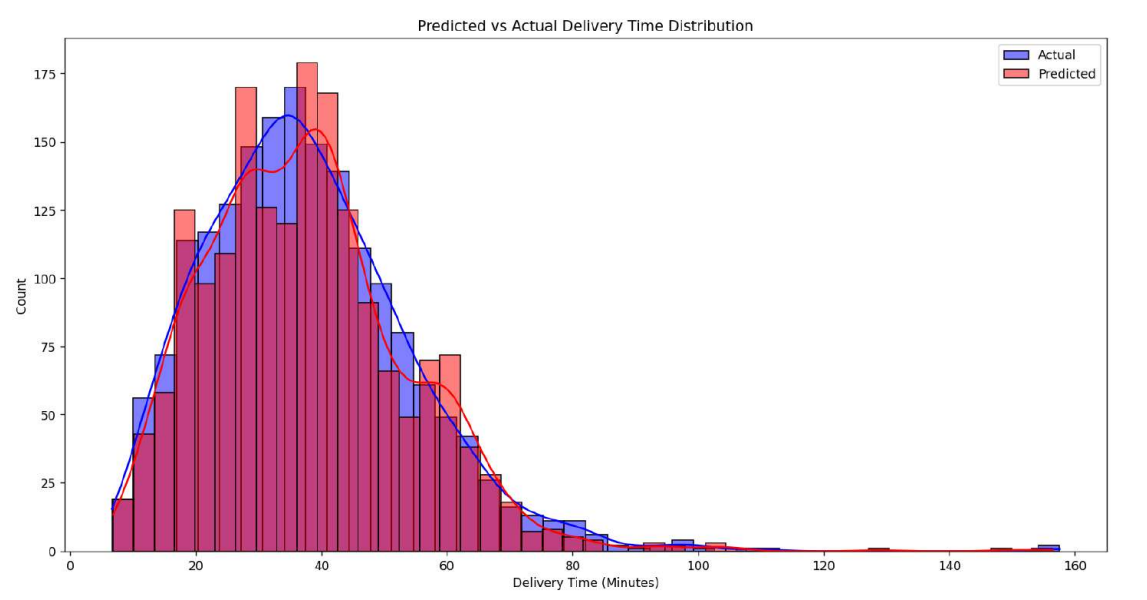 Predicted vs Actual Delivery Time Distribution
Actual
Predicted
175
150
125
100
75
50
25
0
Count
0 20 40 60 80 100 120 140 160
Delivery Time (Minutes)